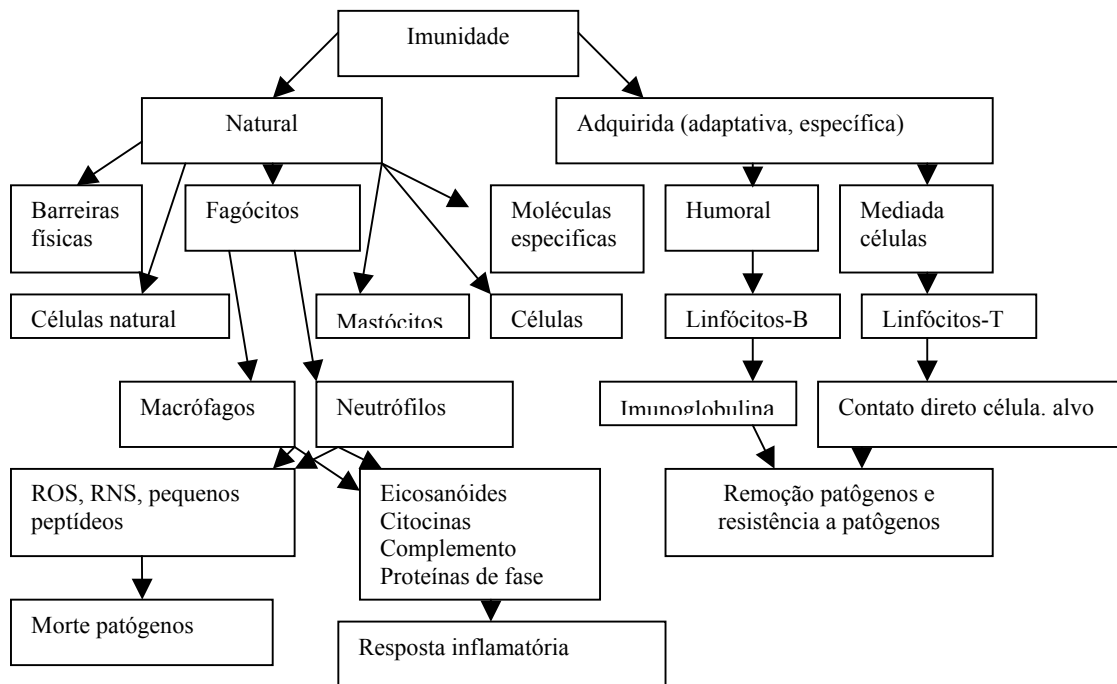 Imunidade
Natural
Adquirida (adaptativa, específica)
Barreiras
físicas
Fagócitos
Moléculas
especificas
Humoral
Mediada
células
Células natural
Mastócitos
Células
Linfócitos-B
Linfócitos-T
Macrófagos
Neutrófilos
Imunoglobulina
Contato direto célula. alvo
ROS, RNS, pequenos
peptídeos
Eicosanóides
Citocinas
Complemento
Proteínas de fase
Remoção patôgenos e
resistência a patôgenos
Morte patógenos
Resposta inflamatória